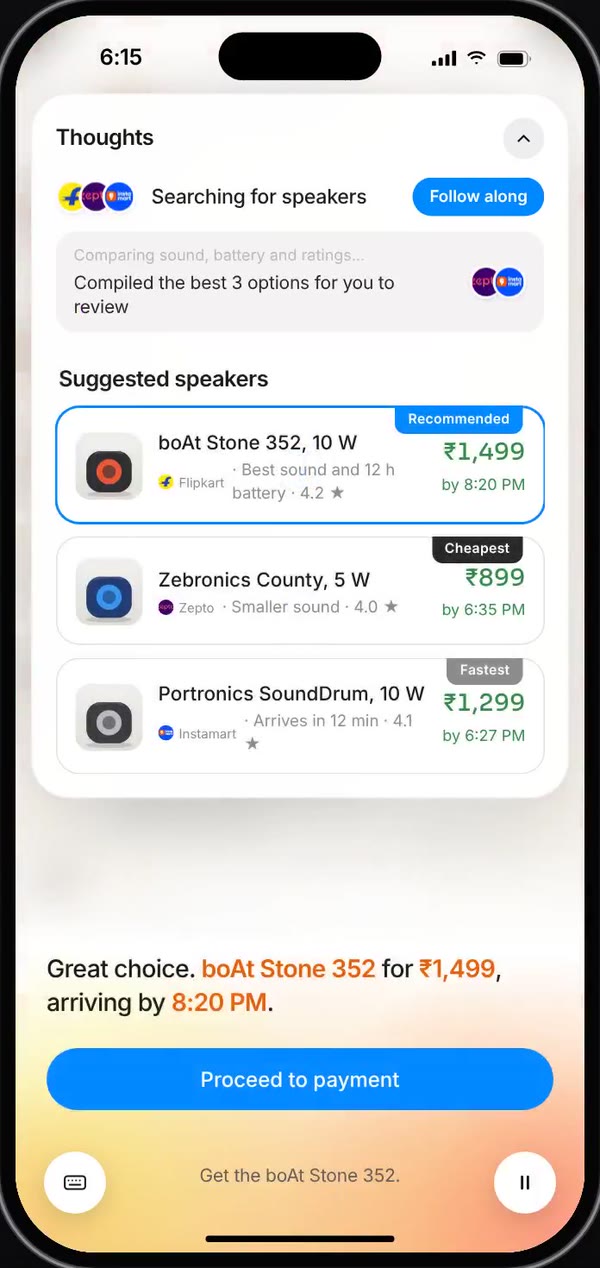 6:15
Thoughts
Searching for speakers
Follow along
Comparing sound, battery and ratings...
Compiled the best 3 options for you to
review
Suggested speakers
Recommended
boAt Stone 352, 10 W
₹1,499
Flipkart · Best sound and 12 h
battery · 4.2 ★
by 8:20 PM
Cheapest
Zebronics County, 5 W
₹899
Zepto · Smaller sound · 4.0 ★
by 6:35 PM
Fastest
Portronics SoundDrum, 10 W
₹1,299
Instamart · Arrives in 12 min · 4.1
★
by 6:27 PM
Great choice. boAt Stone 352 for ₹1,499,
arriving by 8:20 PM.
Proceed to payment
Get the boAt Stone 352.